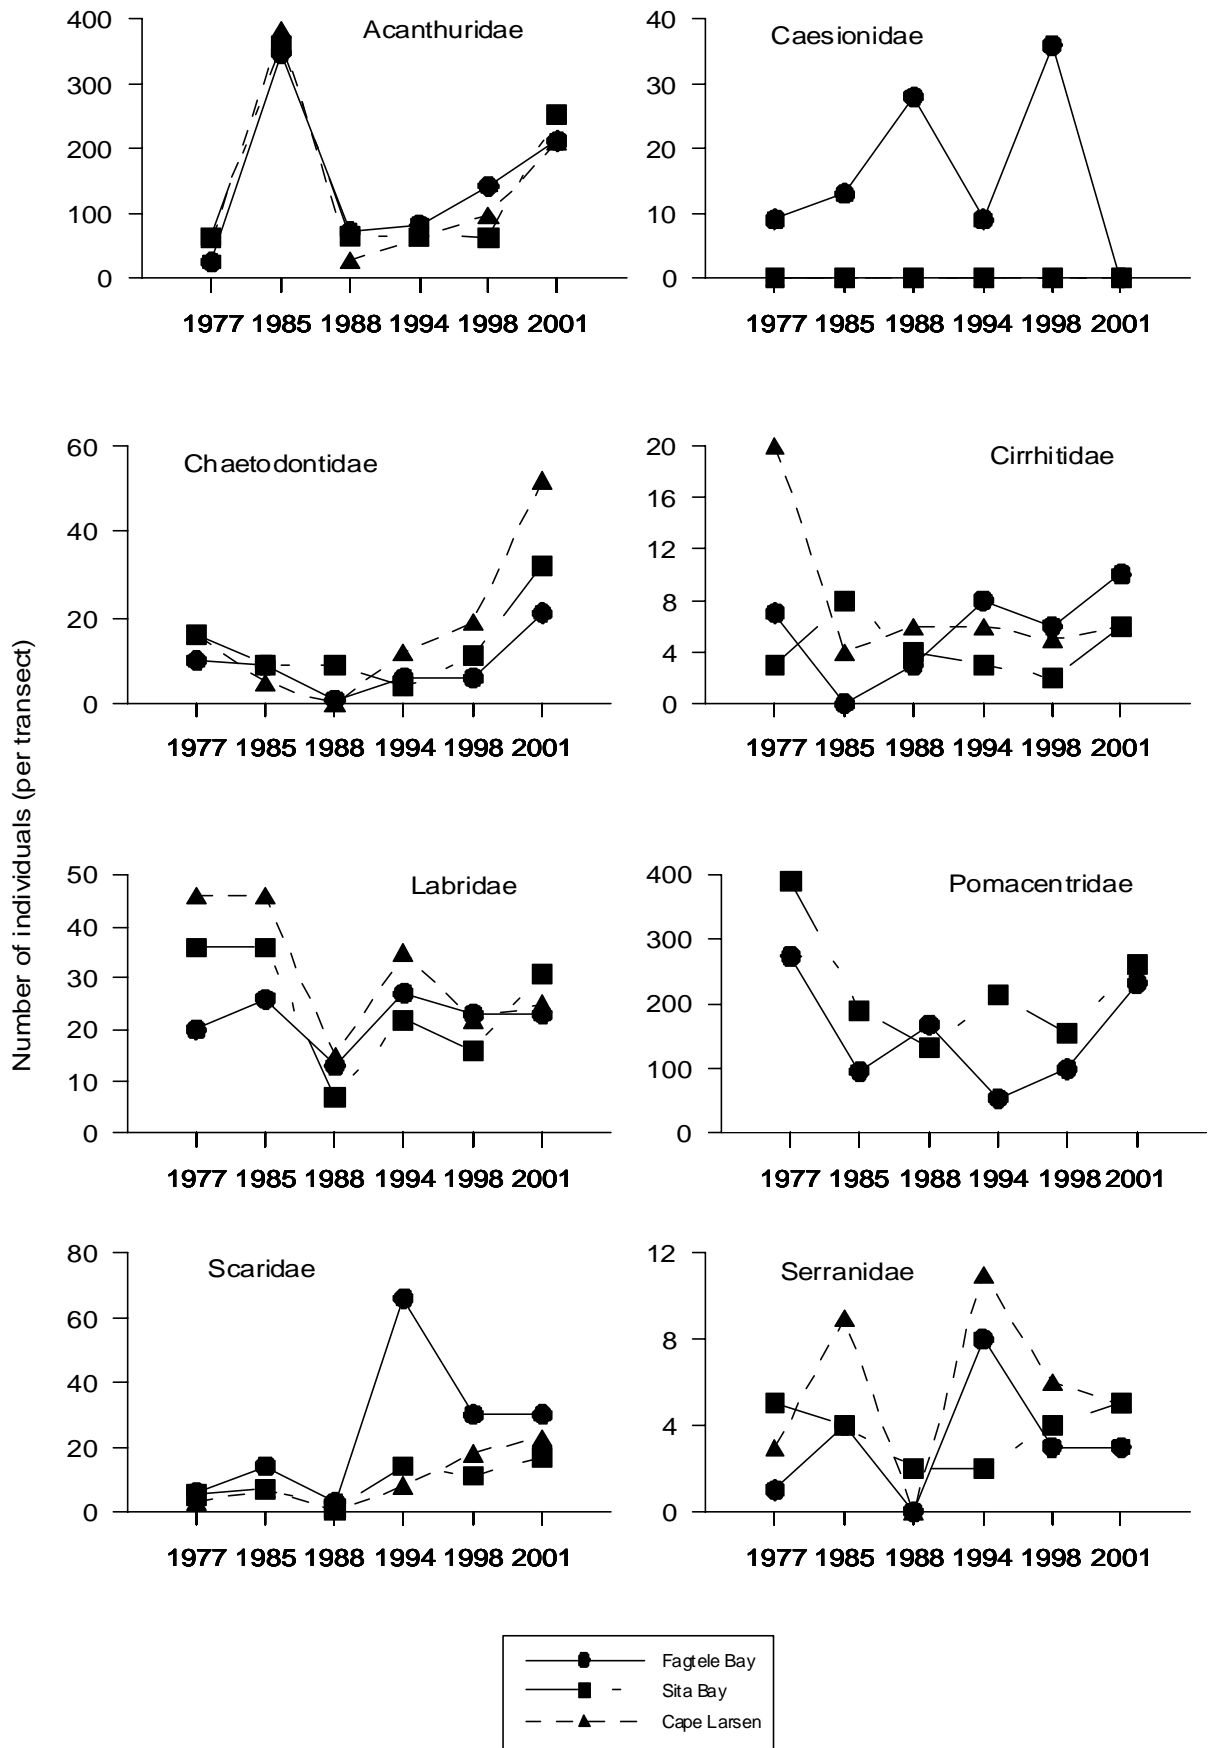 Number of individuals (per transect)
Acanthuridae
400
300
200
100
0
1977 1985 1988 1994 1998 2001
Caesionidae
40
30
20
10
0
1977 1985 1988 1994 1998 2001
Chaetodontidae
60
40
20
0
1977 1985 1988 1994 1998 2001
Cirrhitidae
20
16
12
8
4
0
1977 1985 1988 1994 1998 2001
Labridae
50
40
30
20
10
0
1977 1985 1988 1994 1998 2001
Pomacentridae
400
300
200
100
0
1977 1985 1988 1994 1998 2001
Scaridae
80
60
40
20
0
1977 1985 1988 1994 1998 2001
Serranidae
12
8
4
0
1977 1985 1988 1994 1998 2001
Fagtele Bay
Sita Bay
Cape Larsen